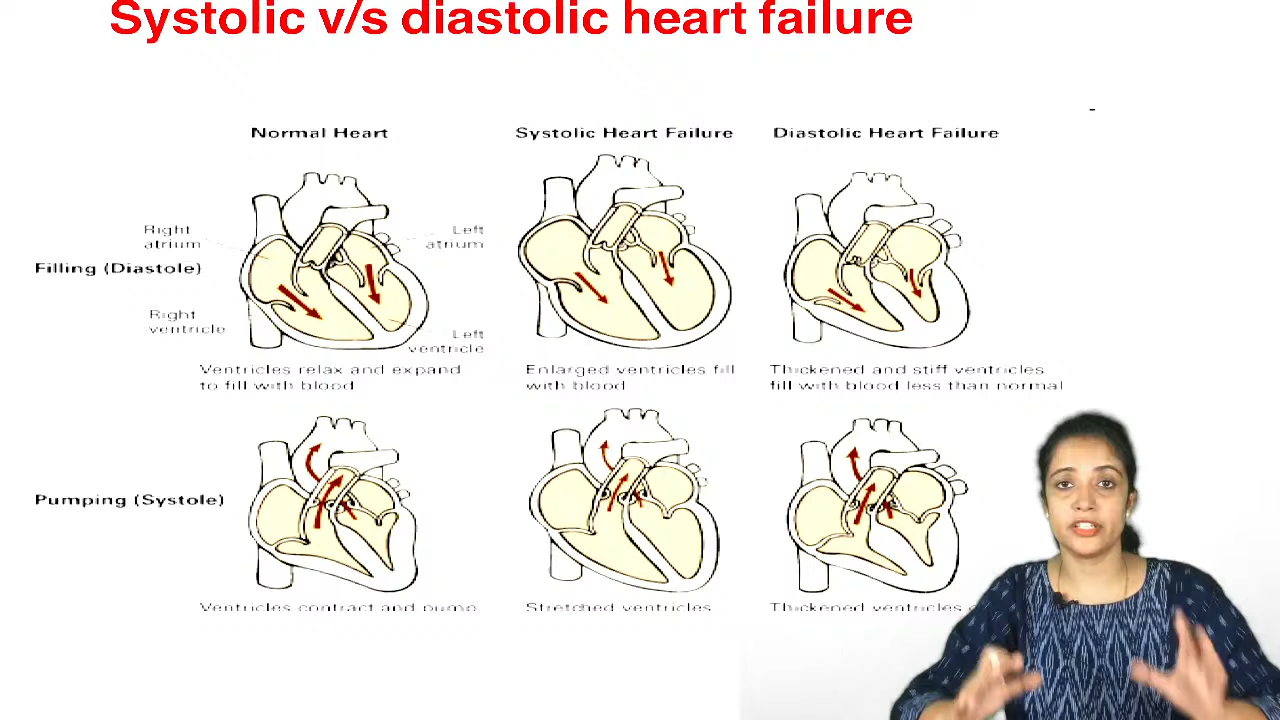 Systolic v/s diastolic heart failure
Normal Heart
Systolic Heart Failure
Diastolic Heart Failure
Right
atrium
Left
atrium
Filling (Diastole)
Right
ventricle
Left
ventricle
Ventricles relax and expand
to fill with blood
Enlarged ventricles fill
with blood
Thickened and stiff ventricles
fill with blood less than normal
Pumping (Systole)
Ventricles contract and pump
Stretched ventricles
Thickened ventricles